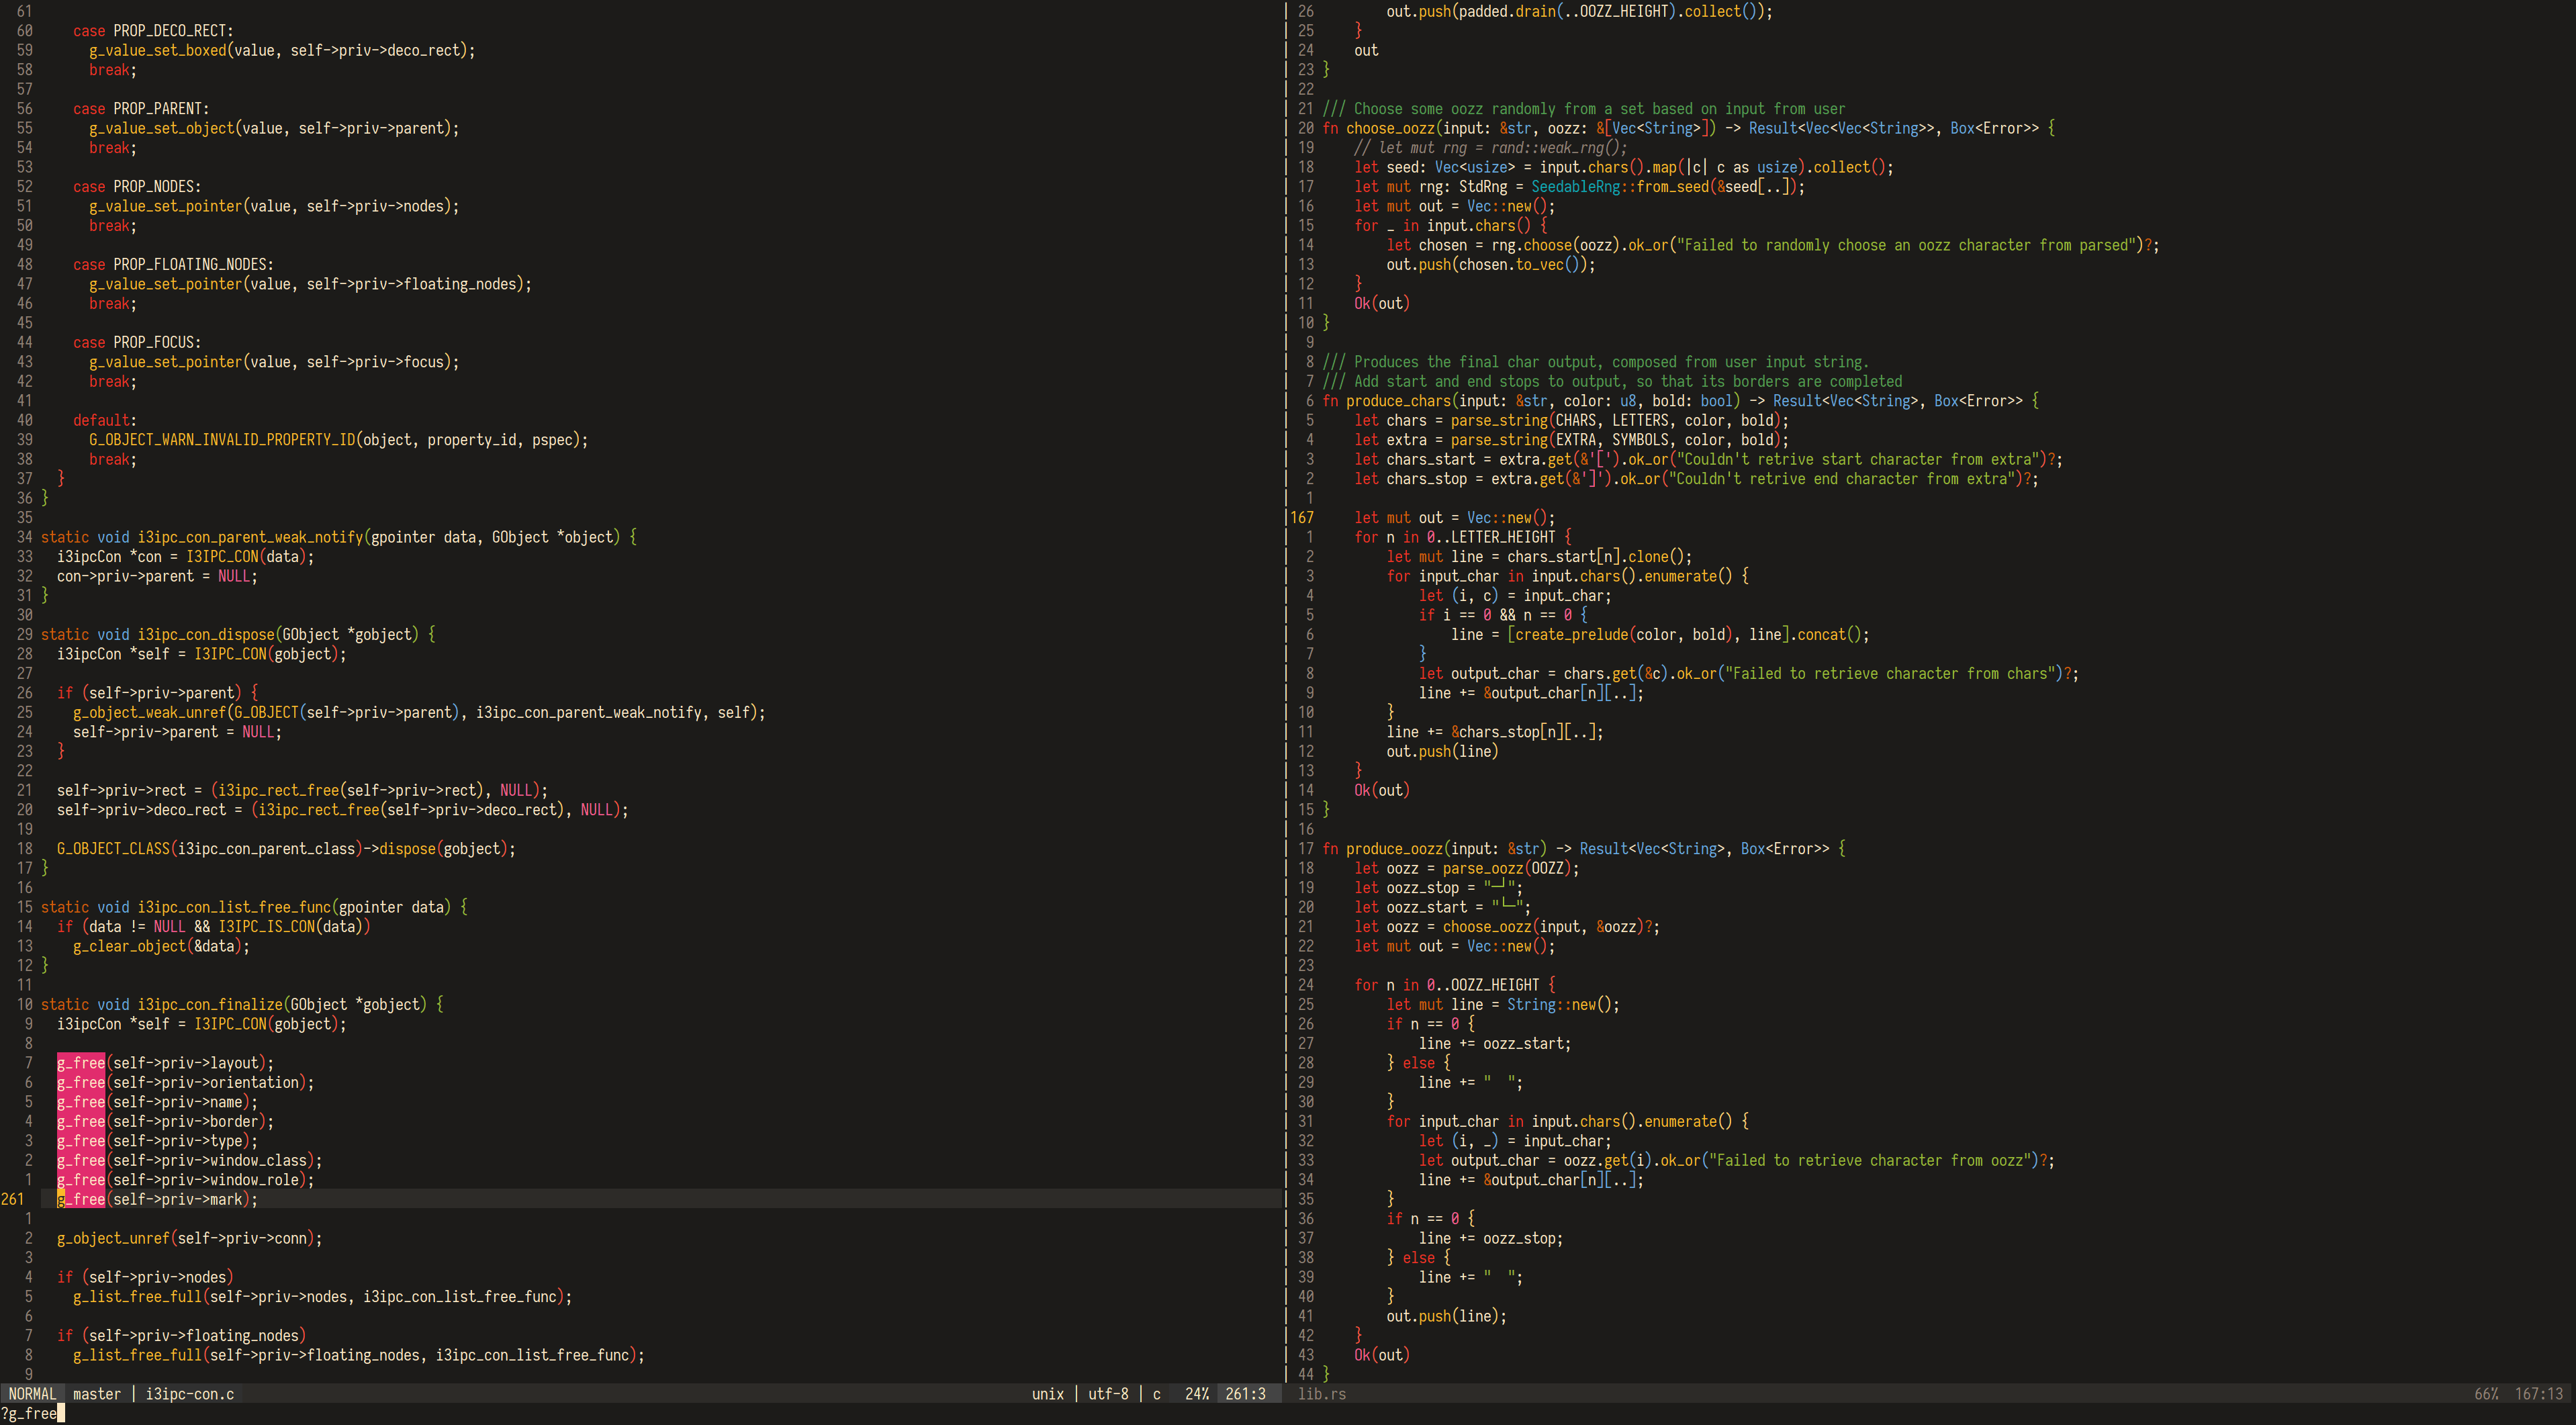 61
60     case PROP_DECO_RECT:
59       g_value_set_boxed(value, self->priv->deco_rect);
58       break;
57
56     case PROP_PARENT:
55       g_value_set_object(value, self->priv->parent);
54       break;
53
52     case PROP_NODES:
51       g_value_set_pointer(value, self->priv->nodes);
50       break;
49
48     case PROP_FLOATING_NODES:
47       g_value_set_pointer(value, self->priv->floating_nodes);
46       break;
45
44     case PROP_FOCUS:
43       g_value_set_pointer(value, self->priv->focus);
42       break;
41
40     default:
39       G_OBJECT_WARN_INVALID_PROPERTY_ID(object, property_id, pspec);
38       break;
37   }
36 }
35
34 static void i3ipc_con_parent_weak_notify(gpointer data, GObject *object) {
33   i3ipcCon *con = I3IPC_CON(data);
32   con->priv->parent = NULL;
31 }
30
29 static void i3ipc_con_dispose(GObject *gobject) {
28   i3ipcCon *self = I3IPC_CON(gobject);
27
26   if (self->priv->parent) {
25     g_object_weak_unref(G_OBJECT(self->priv->parent), i3ipc_con_parent_weak_notify, self);
24     self->priv->parent = NULL;
23   }
22
21   self->priv->rect = (i3ipc_rect_free(self->priv->rect), NULL);
20   self->priv->deco_rect = (i3ipc_rect_free(self->priv->deco_rect), NULL);
19
18   G_OBJECT_CLASS(i3ipc_con_parent_class)->dispose(gobject);
17 }
16
15 static void i3ipc_con_list_free_func(gpointer data) {
14   if (data != NULL && I3IPC_IS_CON(data))
13     g_clear_object(&data);
12 }
11
10 static void i3ipc_con_finalize(GObject *gobject) {
9   i3ipcCon *self = I3IPC_CON(gobject);
8
7   g_free(self->priv->layout);
6   g_free(self->priv->orientation);
5   g_free(self->priv->name);
4   g_free(self->priv->border);
3   g_free(self->priv->type);
2   g_free(self->priv->window_class);
1   g_free(self->priv->window_role);
261   g_free(self->priv->mark);
1
2   g_object_unref(self->priv->conn);
3
4   if (self->priv->nodes)
5     g_list_free_full(self->priv->nodes, i3ipc_con_list_free_func);
6
7   if (self->priv->floating_nodes)
8     g_list_free_full(self->priv->floating_nodes, i3ipc_con_list_free_func);
9
NORMAL master | i3ipc-con.c unix | utf-8 | c 24% 261:3
?g_free
26         out.push(padded.drain(..OOZZ_HEIGHT).collect());
25     }
24     out
23 }
22
21 /// Choose some oozz randomly from a set based on input from user
20 fn choose_oozz(input: &str, oozz: &[Vec<String>]) -> Result<Vec<Vec<String>>, Box<Error>> {
19     // let mut rng = rand::weak_rng();
18     let seed: Vec<usize> = input.chars().map(|c| c as usize).collect();
17     let mut rng: StdRng = SeedableRng::from_seed(&seed[..]);
16     let mut out = Vec::new();
15     for _ in input.chars() {
14         let chosen = rng.choose(oozz).ok_or("Failed to randomly choose an oozz character from parsed")?;
13         out.push(chosen.to_vec());
12     }
11     Ok(out)
10 }
9
8 /// Produces the final char output, composed from user input string.
7 /// Add start and end stops to output, so that its borders are completed
6 fn produce_chars(input: &str, color: u8, bold: bool) -> Result<Vec<String>, Box<Error>> {
5     let chars = parse_string(CHARS, LETTERS, color, bold);
4     let extra = parse_string(EXTRA, SYMBOLS, color, bold);
3     let chars_start = extra.get(&'[').ok_or("Couldn't retrive start character from extra")?;
2     let chars_stop = extra.get(&']').ok_or("Couldn't retrive end character from extra")?;
1
167     let mut out = Vec::new();
1     for n in 0..LETTER_HEIGHT {
2         let mut line = chars_start[n].clone();
3         for input_char in input.chars().enumerate() {
4             let (i, c) = input_char;
5             if i == 0 && n == 0 {
6                 line = [create_prelude(color, bold), line].concat();
7             }
8             let output_char = chars.get(&c).ok_or("Failed to retrieve character from chars")?;
9             line += &output_char[n][..];
10         }
11         line += &chars_stop[n][..];
12         out.push(line)
13     }
14     Ok(out)
15 }
16
17 fn produce_oozz(input: &str) -> Result<Vec<String>, Box<Error>> {
18     let oozz = parse_oozz(OOZZ);
19     let oozz_stop = "─┘";
20     let oozz_start = "└─";
21     let oozz = choose_oozz(input, &oozz)?;
22     let mut out = Vec::new();
23
24     for n in 0..OOZZ_HEIGHT {
25         let mut line = String::new();
26         if n == 0 {
27             line += oozz_start;
28         } else {
29             line += "  ";
30         }
31         for input_char in input.chars().enumerate() {
32             let (i, _) = input_char;
33             let output_char = oozz.get(i).ok_or("Failed to retrieve character from oozz")?;
34             line += &output_char[n][..];
35         }
36         if n == 0 {
37             line += oozz_stop;
38         } else {
39             line += "  ";
40         }
41         out.push(line);
42     }
43     Ok(out)
44 }
lib.rs 66% 167:13